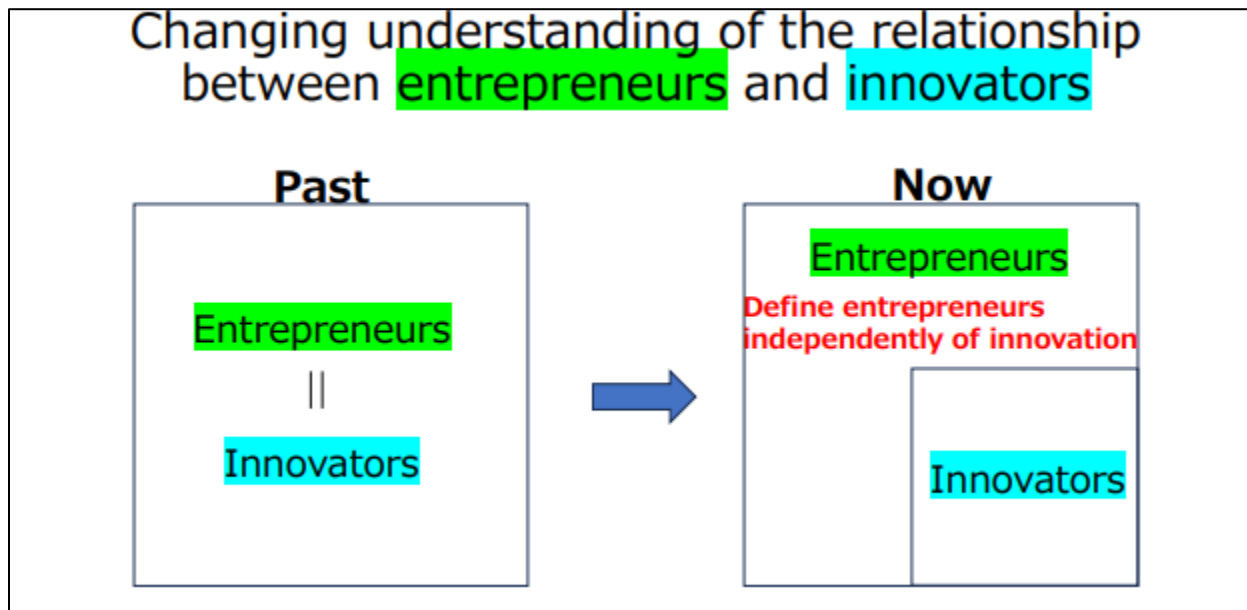 Changing understanding of the relationship
between entrepreneurs and innovators
Past
Entrepreneurs
||
Innovators
Now
Entrepreneurs
Define entrepreneurs
independently of innovation
Innovators